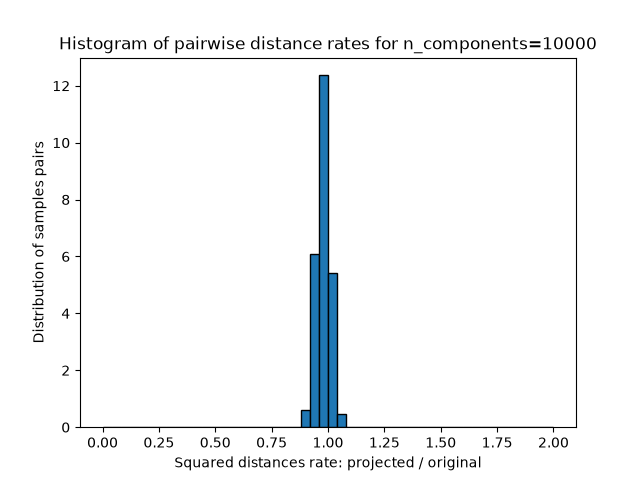 Histogram of pairwise distance rates for n_components=10000
12
10
8
6
4
2
0
Distribution of samples pairs
0.00 0.25 0.50 0.75 1.00 1.25 1.50 1.75 2.00
Squared distances rate: projected / original